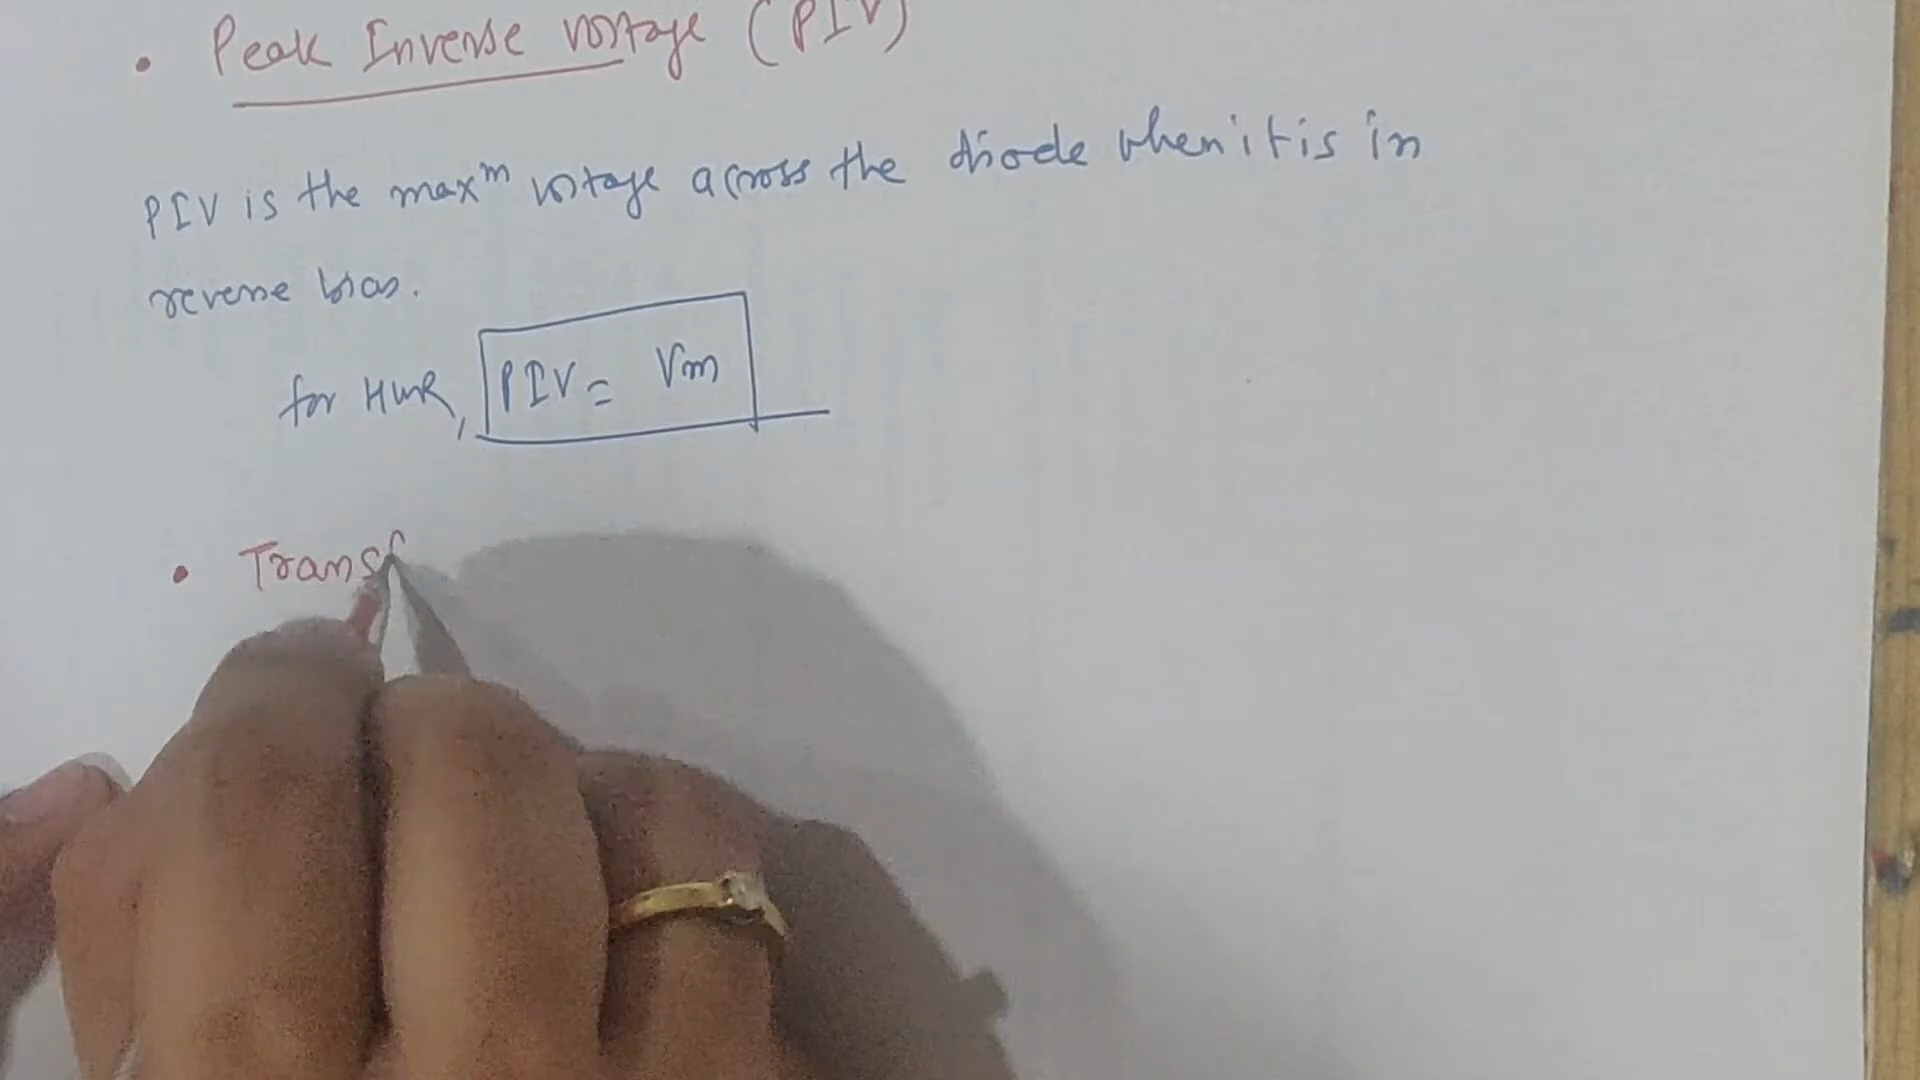 • Peak Inverse voltage (PIV)
PIV is the maxᵐ voltage across the diode when it is in
reverse bias.
for HWR, PIV = Vm
• Transf